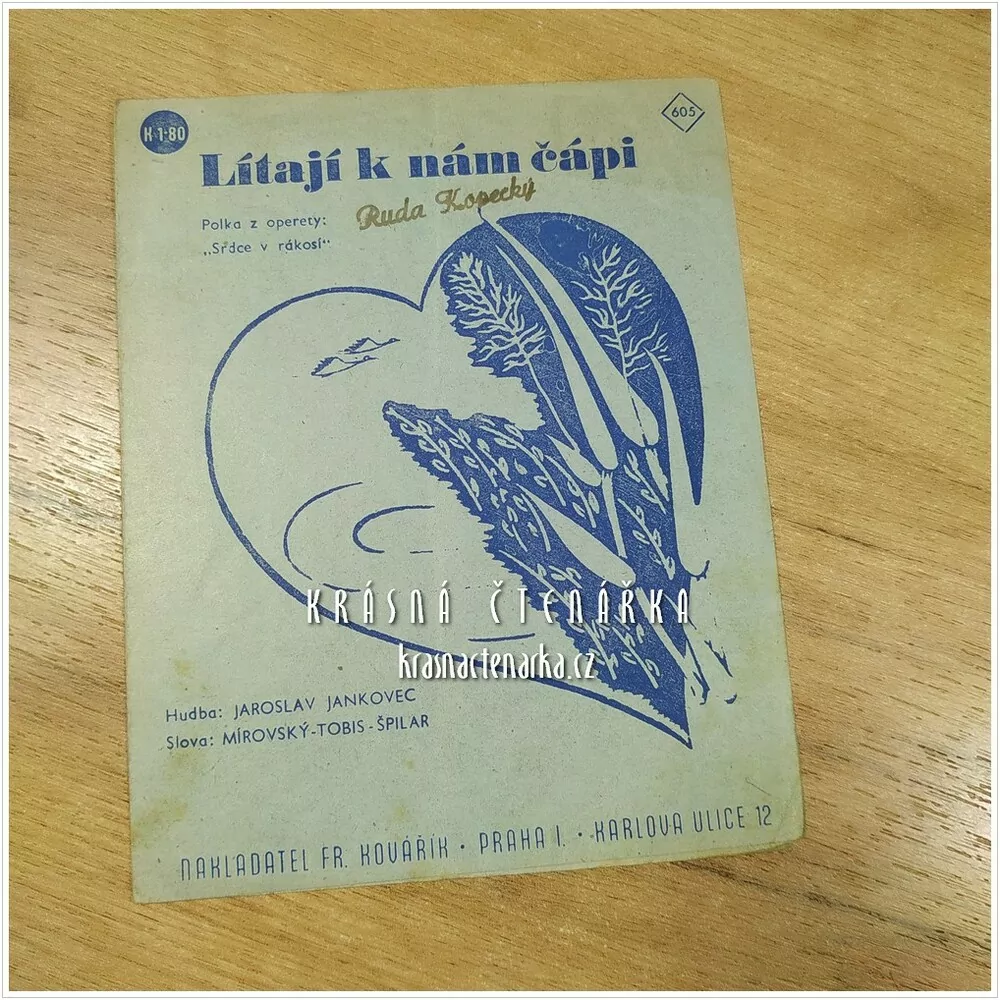 K 1·80
605
Lítají k nám čápi
Ruda Kopecký
Polka z operety:
„Srdce v rákosí“
KRÁSNÁ ČTENÁŘKA
krasnactenarka.cz
Hudba: JAROSLAV JANKOVEC
Slova: MÍROVSKÝ-TOBIS-ŠPILAR
NAKLADATEL FR. KOVÁŘÍK · PRAHA I. · KARLOVA ULICE 12